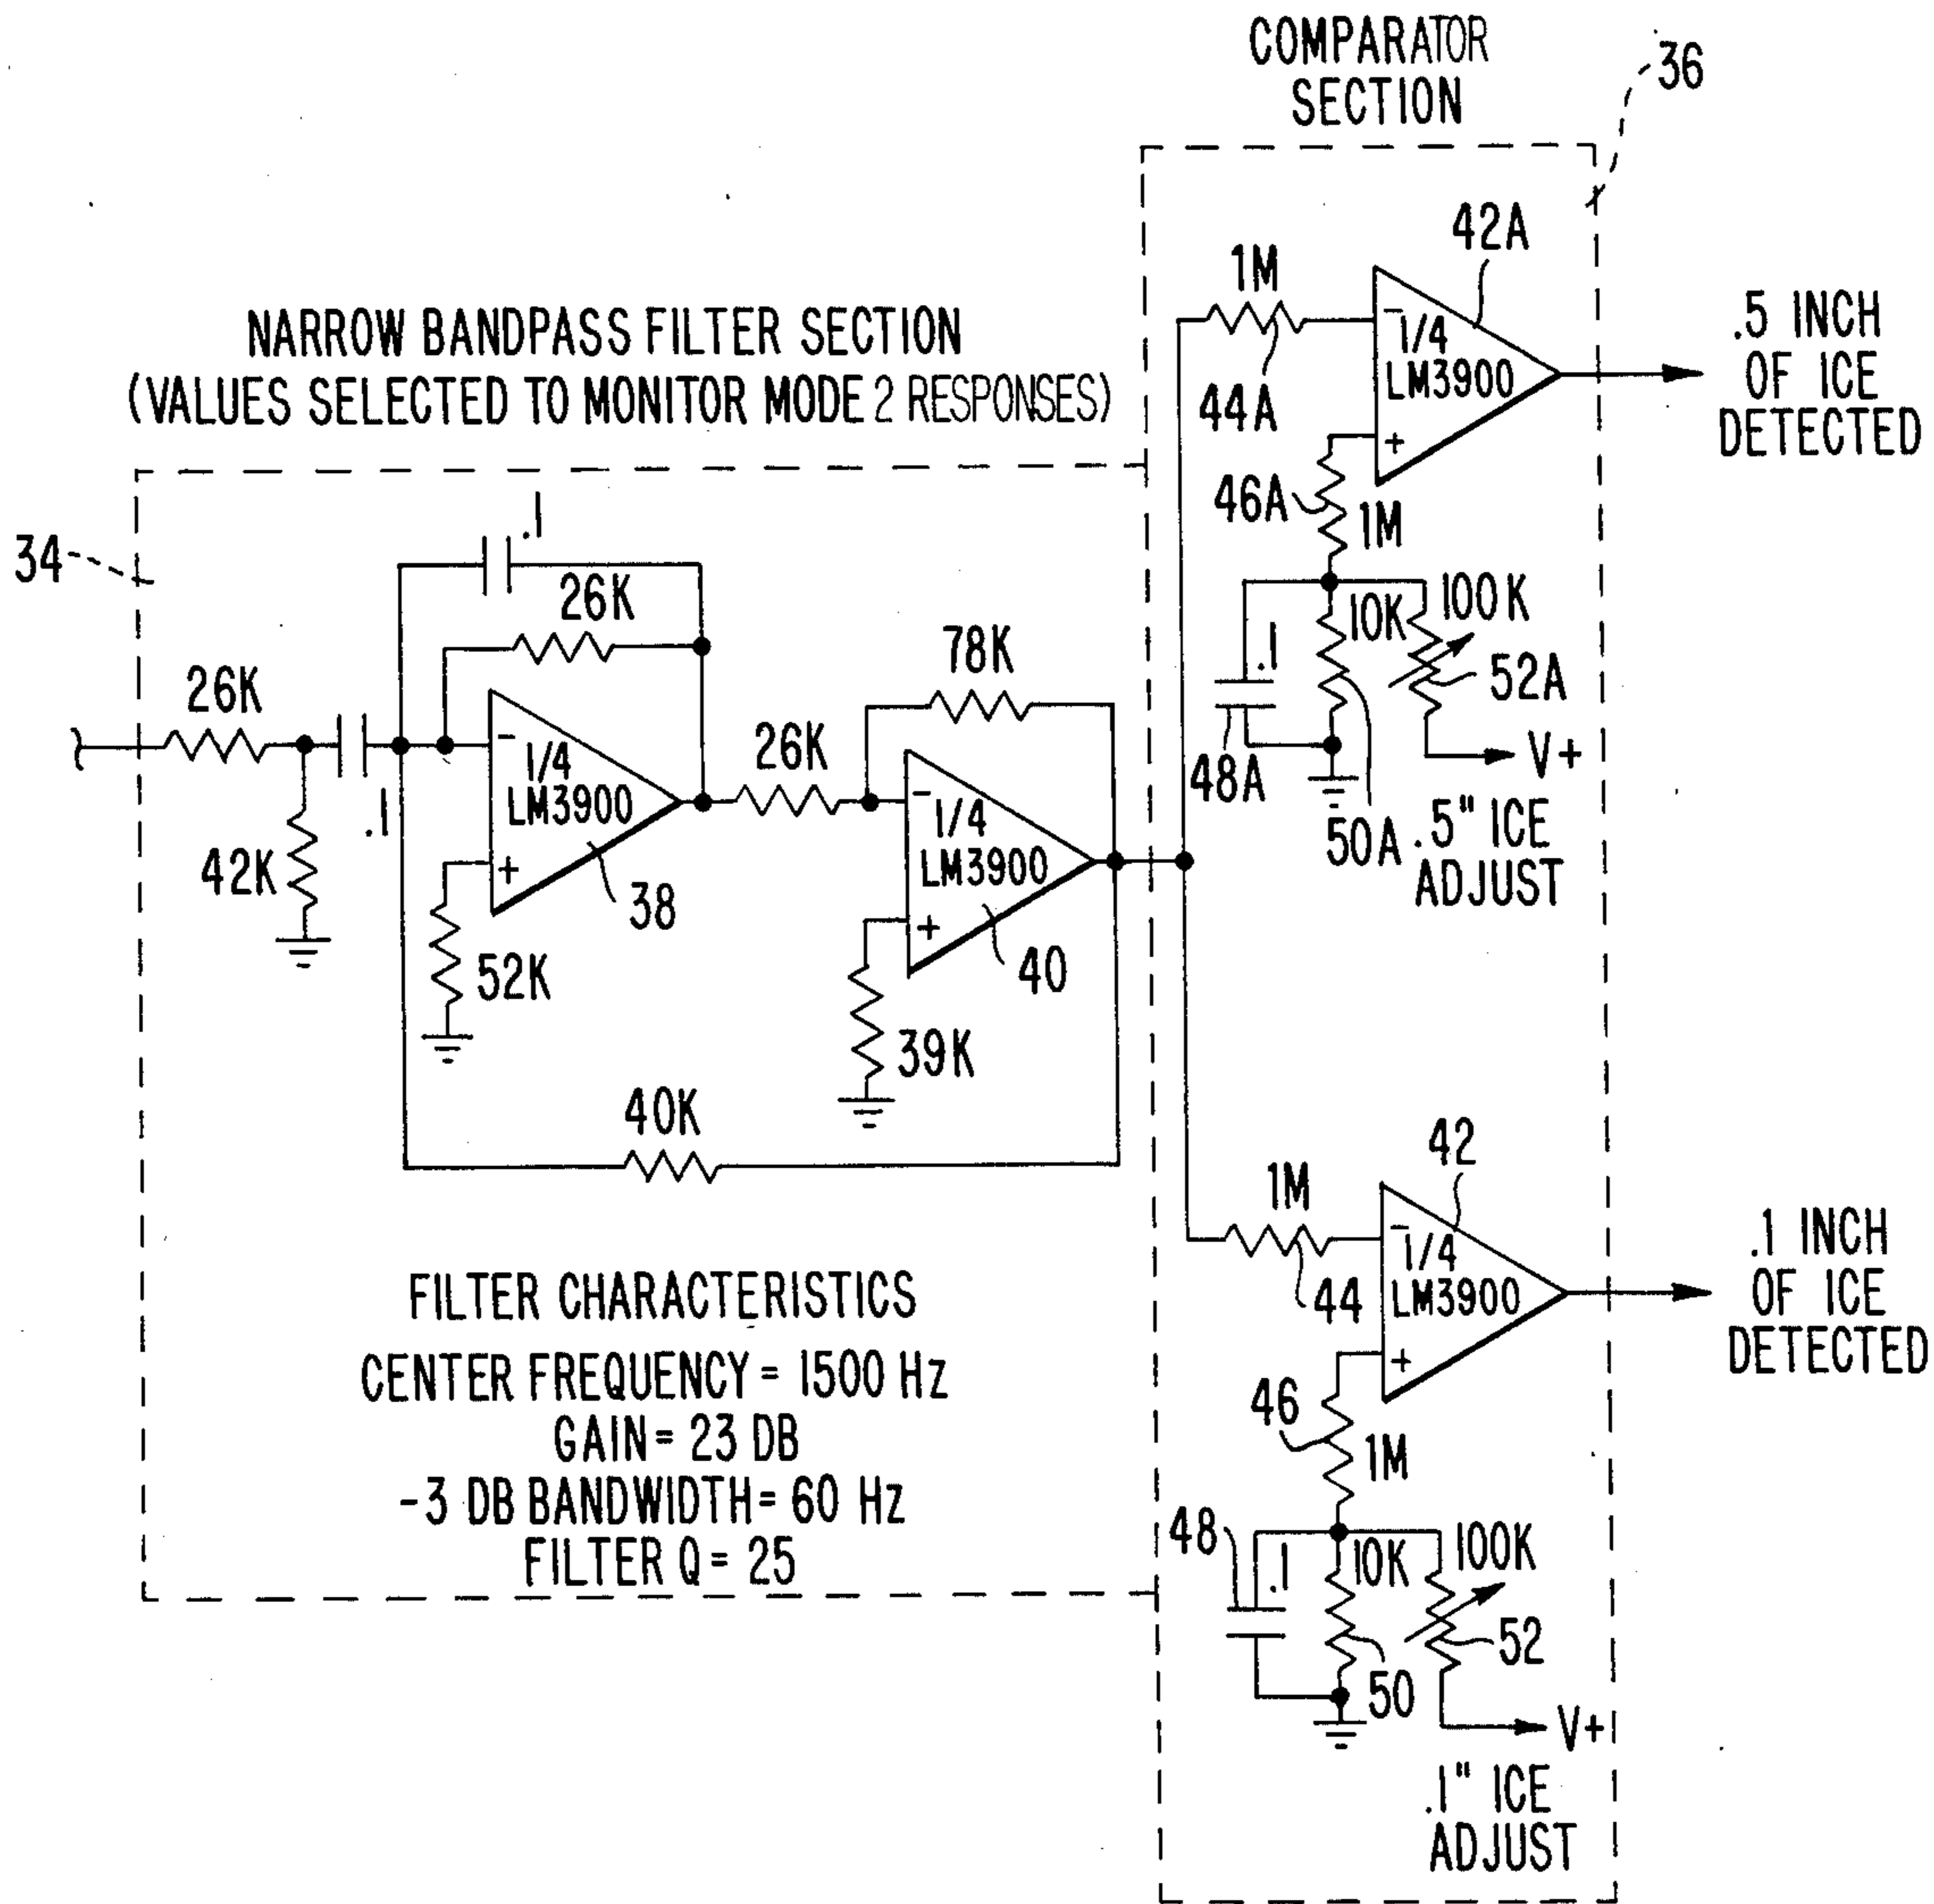 COMPARATOR
SECTION
36
42A
1M
NARROW BANDPASS FILTER SECTION
(VALUES SELECTED TO MONITOR MODE 2 RESPONSES)
-
1/4
LM3900
+
44A
.5 INCH
OF ICE
DETECTED
46A
1M
34
.1
26K
10K
100K
.1
52A
78K
26K
48A
V+
50A
.5" ICE
ADJUST
.1
42K
-
1/4
LM3900
+
38
26K
-
1/4
LM3900
+
40
52K
39K
40K
42
1M
-
1/4
LM3900
+
44
.1 INCH
OF ICE
DETECTED
FILTER CHARACTERISTICS
CENTER FREQUENCY = 1500 Hz
GAIN = 23 DB
-3 DB BANDWIDTH = 60 Hz
FILTER Q = 25
46
1M
48
.1
10K
100K
52
50
V+
.1" ICE
ADJUST